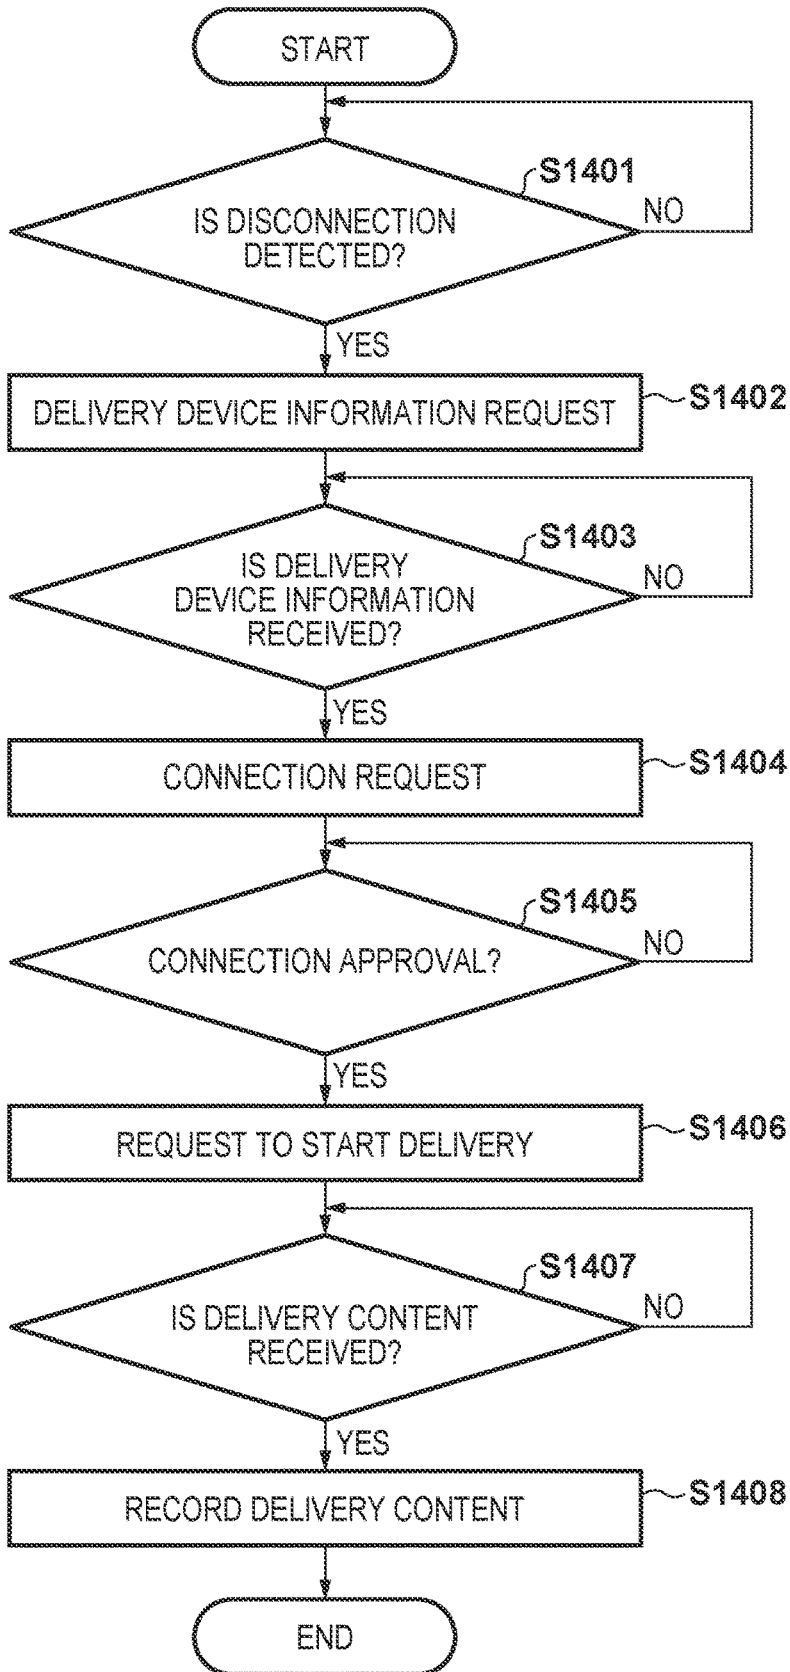 START
S1401
IS DISCONNECTION
DETECTED?
NO
YES
DELIVERY DEVICE INFORMATION REQUEST
S1402
S1403
IS DELIVERY
DEVICE INFORMATION
RECEIVED?
NO
YES
CONNECTION REQUEST
S1404
S1405
CONNECTION APPROVAL?
NO
YES
REQUEST TO START DELIVERY
S1406
S1407
IS DELIVERY CONTENT
RECEIVED?
NO
YES
RECORD DELIVERY CONTENT
S1408
END